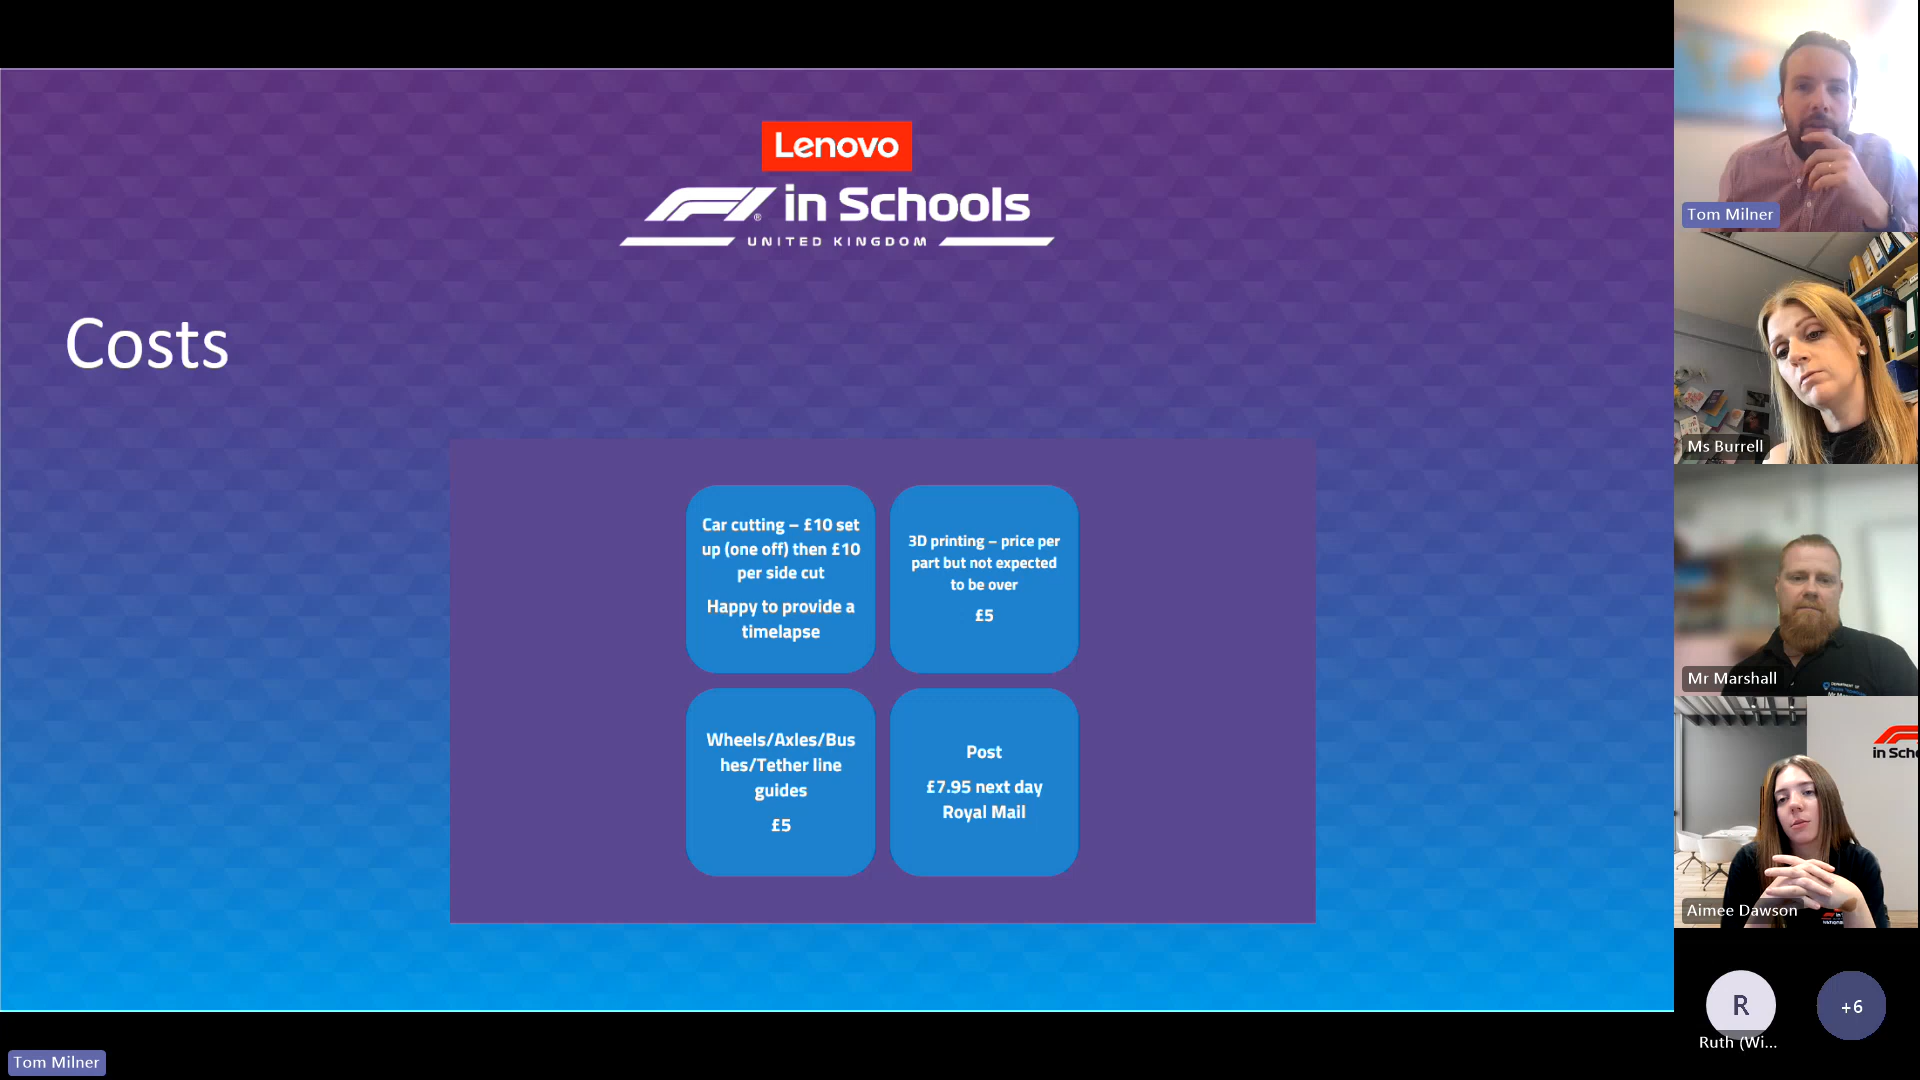 Lenovo
F1® in Schools
UNITED KINGDOM
Costs
Car cutting – £10 set
up (one off) then £10
per side cut
Happy to provide a
timelapse
3D printing – price per
part but not expected
to be over
£5
Wheels/Axles/Bus
hes/Tether line
guides
£5
Post
£7.95 next day
Royal Mail
Tom Milner
Ms Burrell
Mr Marshall
in Scho
Aimee Dawson
R
Ruth (Wi...
+6
Tom Milner